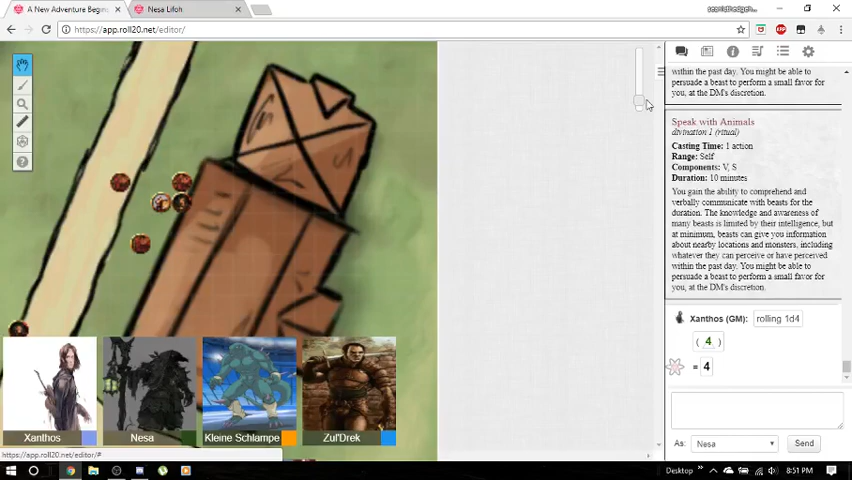 A New Adventure Begin
Nesa Lifoh
https://app.roll20.net/editor/
within the past day. You might be able to
persuade a beast to perform a small favor for
you, at the DM's discretion.
Speak with Animals
divination 1 (ritual)
Casting Time: 1 action
Range: Self
Components: V, S
Duration: 10 minutes
You gain the ability to comprehend and
verbally communicate with beasts for the
duration. The knowledge and awareness of
many beasts is limited by their intelligence, but
at minimum, beasts can give you information
about nearby locations and monsters, including
whatever they can perceive or have perceived
within the past day. You might be able to
persuade a beast to perform a small favor for
you, at the DM's discretion.
Xanthos (GM): rolling 1d4
( 4 )
= 4
Xanthos
Nesa
Kleine Schlampe
Zul'Drek
As: Nesa
Send
https://app.roll20.net/editor/#
Desktop
8:51 PM